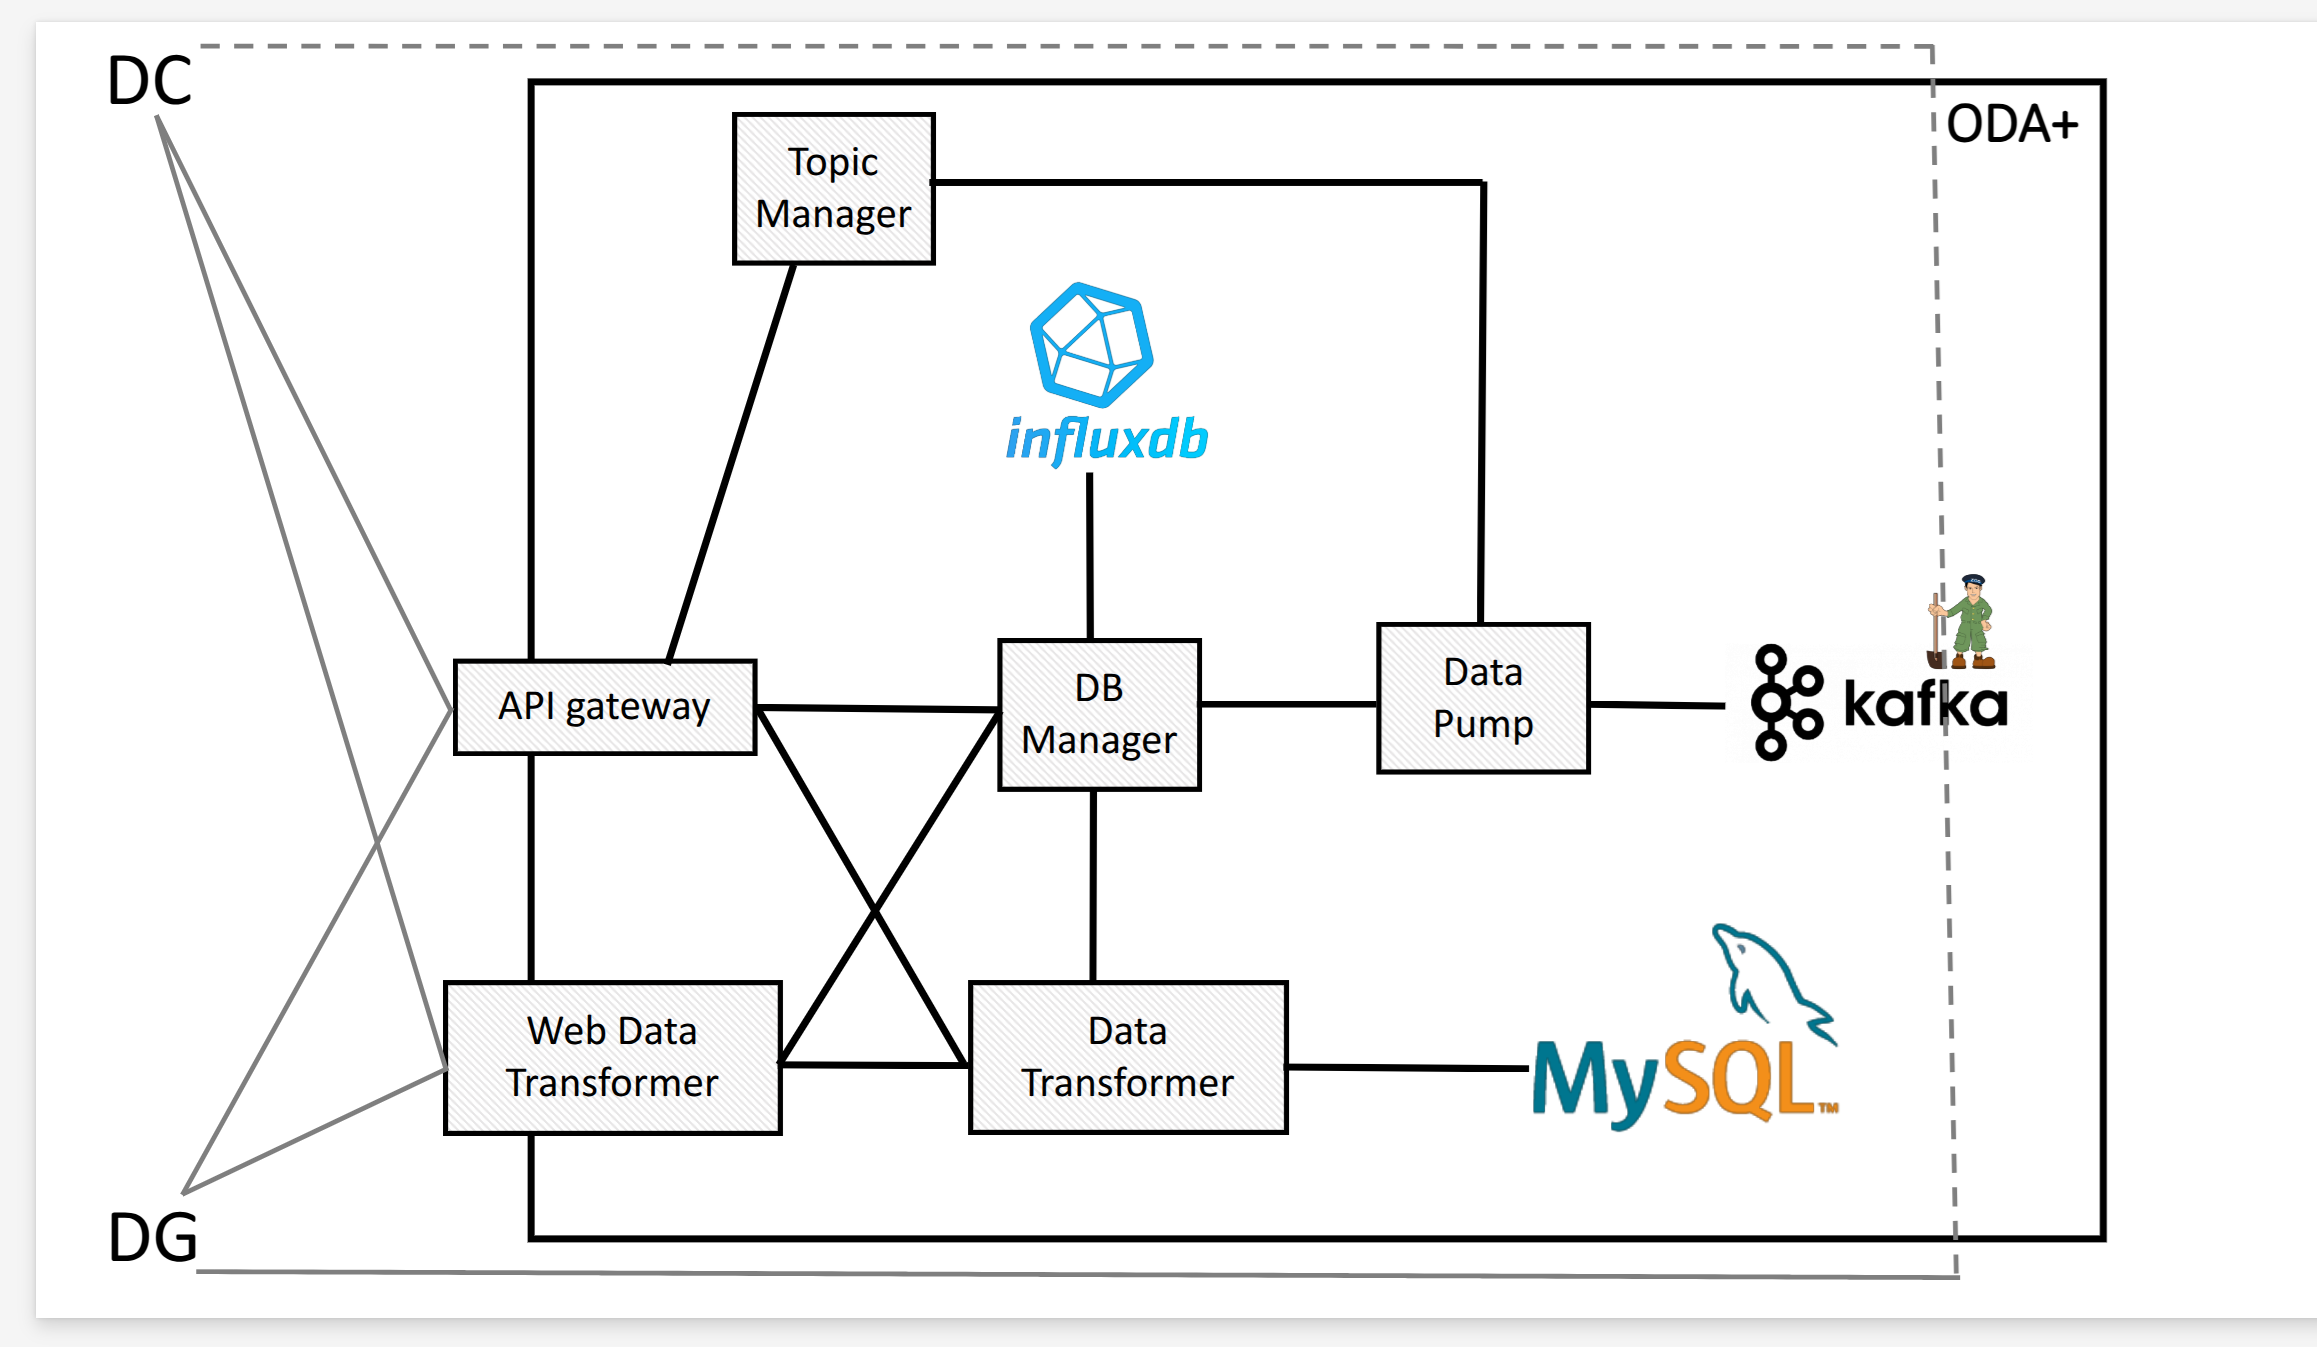 DC
ODA+
Topic
Manager
influxdb
API gateway
DB
Manager
Data
Pump
kafka
Web Data
Transformer
Data
Transformer
MySQL™
DG